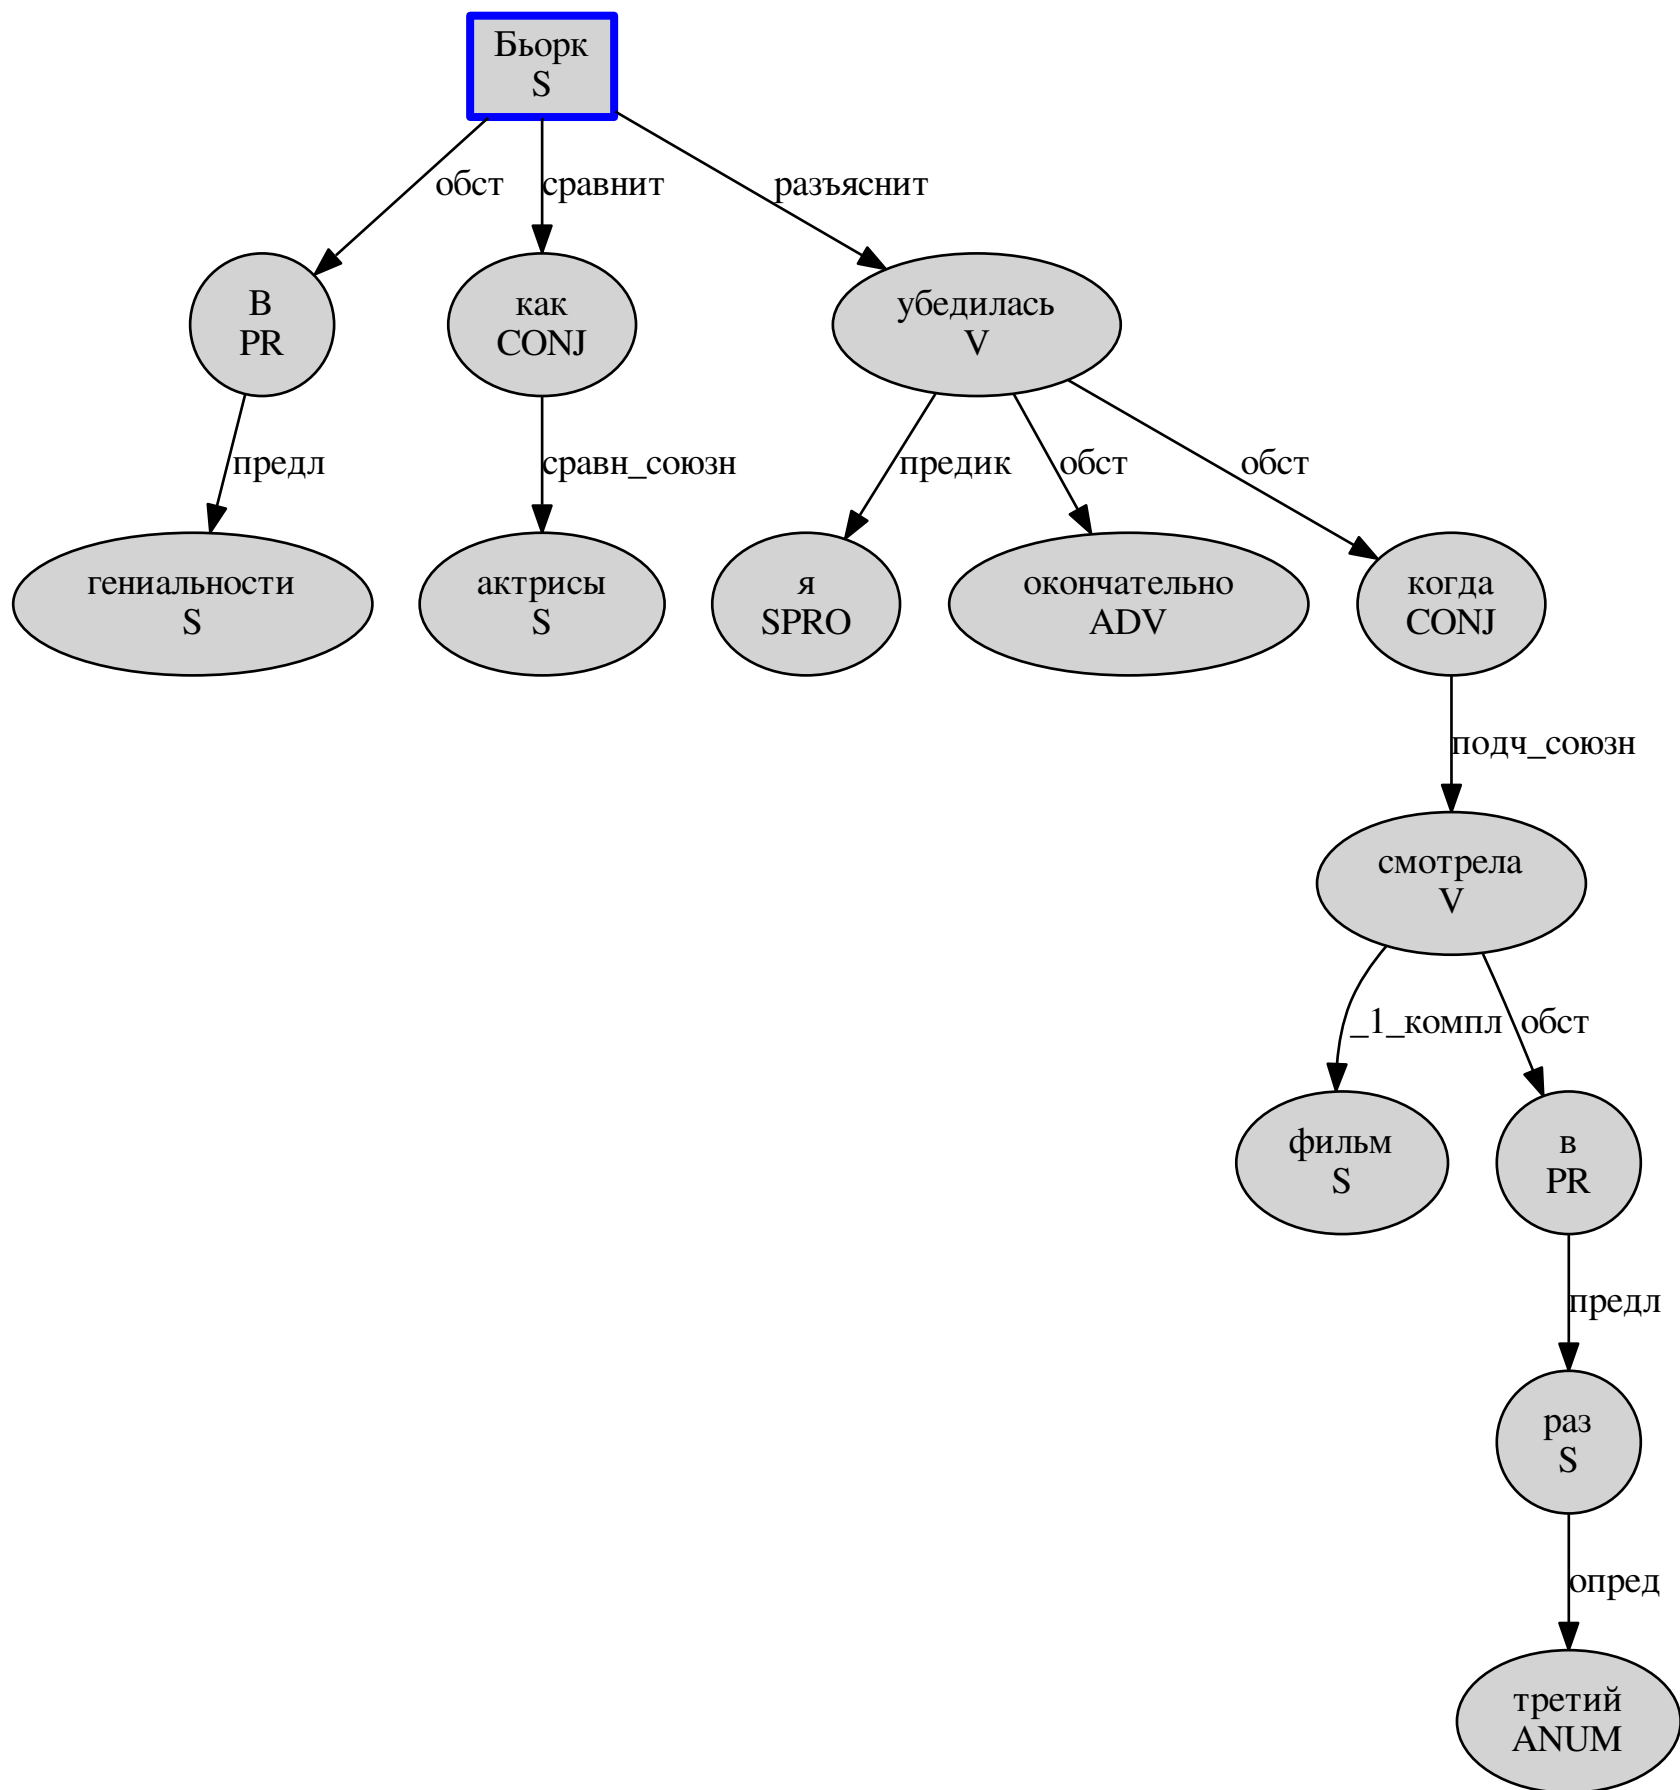 Бьорк
S
обст
сравнит
разъяснит
В
PR
как
CONJ
убедилась
V
предл
сравн_союзн
предик
обст
обст
гениальности
S
актрисы
S
я
SPRO
окончательно
ADV
когда
CONJ
подч_союзн
смотрела
V
_1_компл
обст
фильм
S
в
PR
предл
раз
S
опред
третий
ANUM